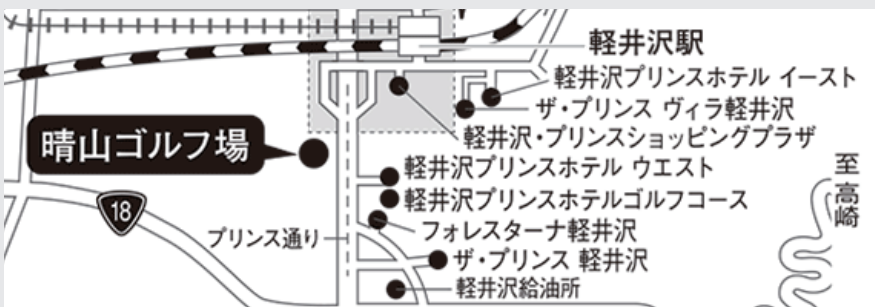 軽井沢駅
軽井沢プリンスホテル イースト
ザ・プリンス ヴィラ軽井沢
軽井沢・プリンスショッピングプラザ
晴山ゴルフ場
軽井沢プリンスホテル ウエスト
至高崎
軽井沢プリンスホテルゴルフコース
18
フォレスターナ軽井沢
プリンス通り
ザ・プリンス 軽井沢
軽井沢給油所